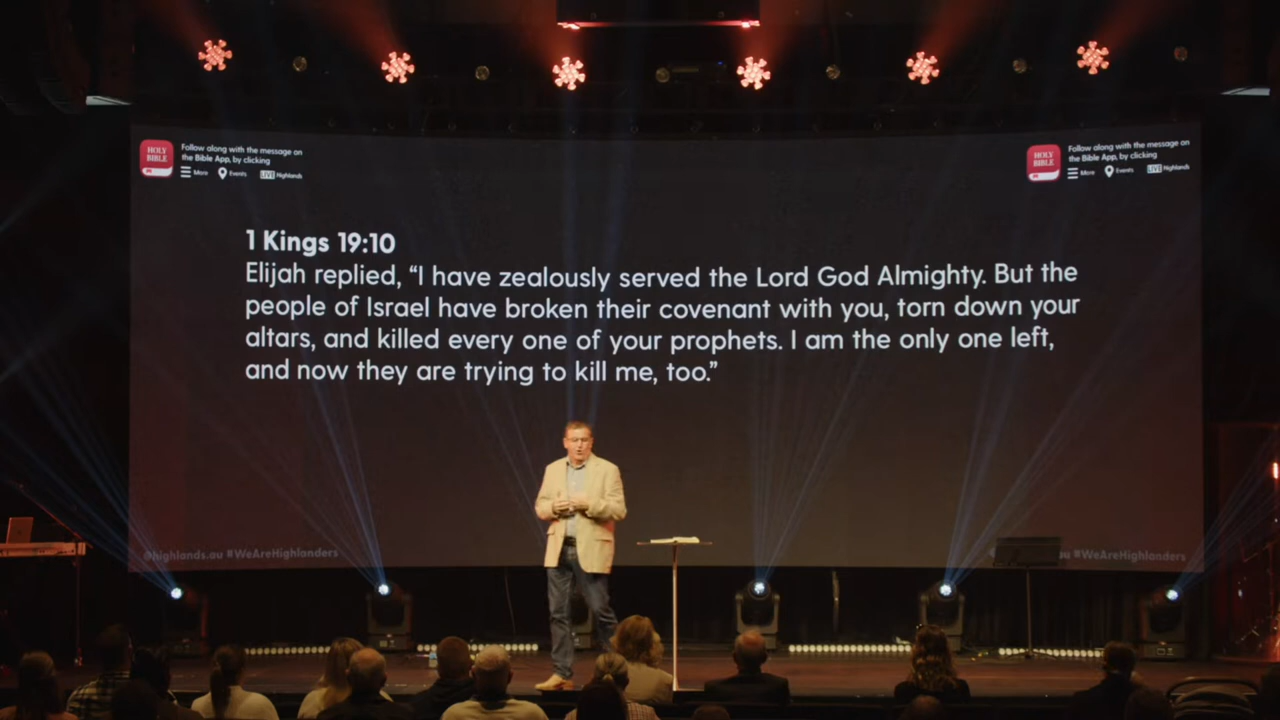 HOLY
BIBLE
Follow along with the message on
the Bible App, by clicking
More Events LIVE Highlands
HOLY
BIBLE
Follow along with the message on
the Bible App, by clicking
More Events LIVE Highlands
1 Kings 19:10
Elijah replied, “I have zealously served the Lord God Almighty. But the
people of Israel have broken their covenant with you, torn down your
altars, and killed every one of your prophets. I am the only one left,
and now they are trying to kill me, too.”
@highlands.au #WeAreHighlanders
au #WeAreHighlanders